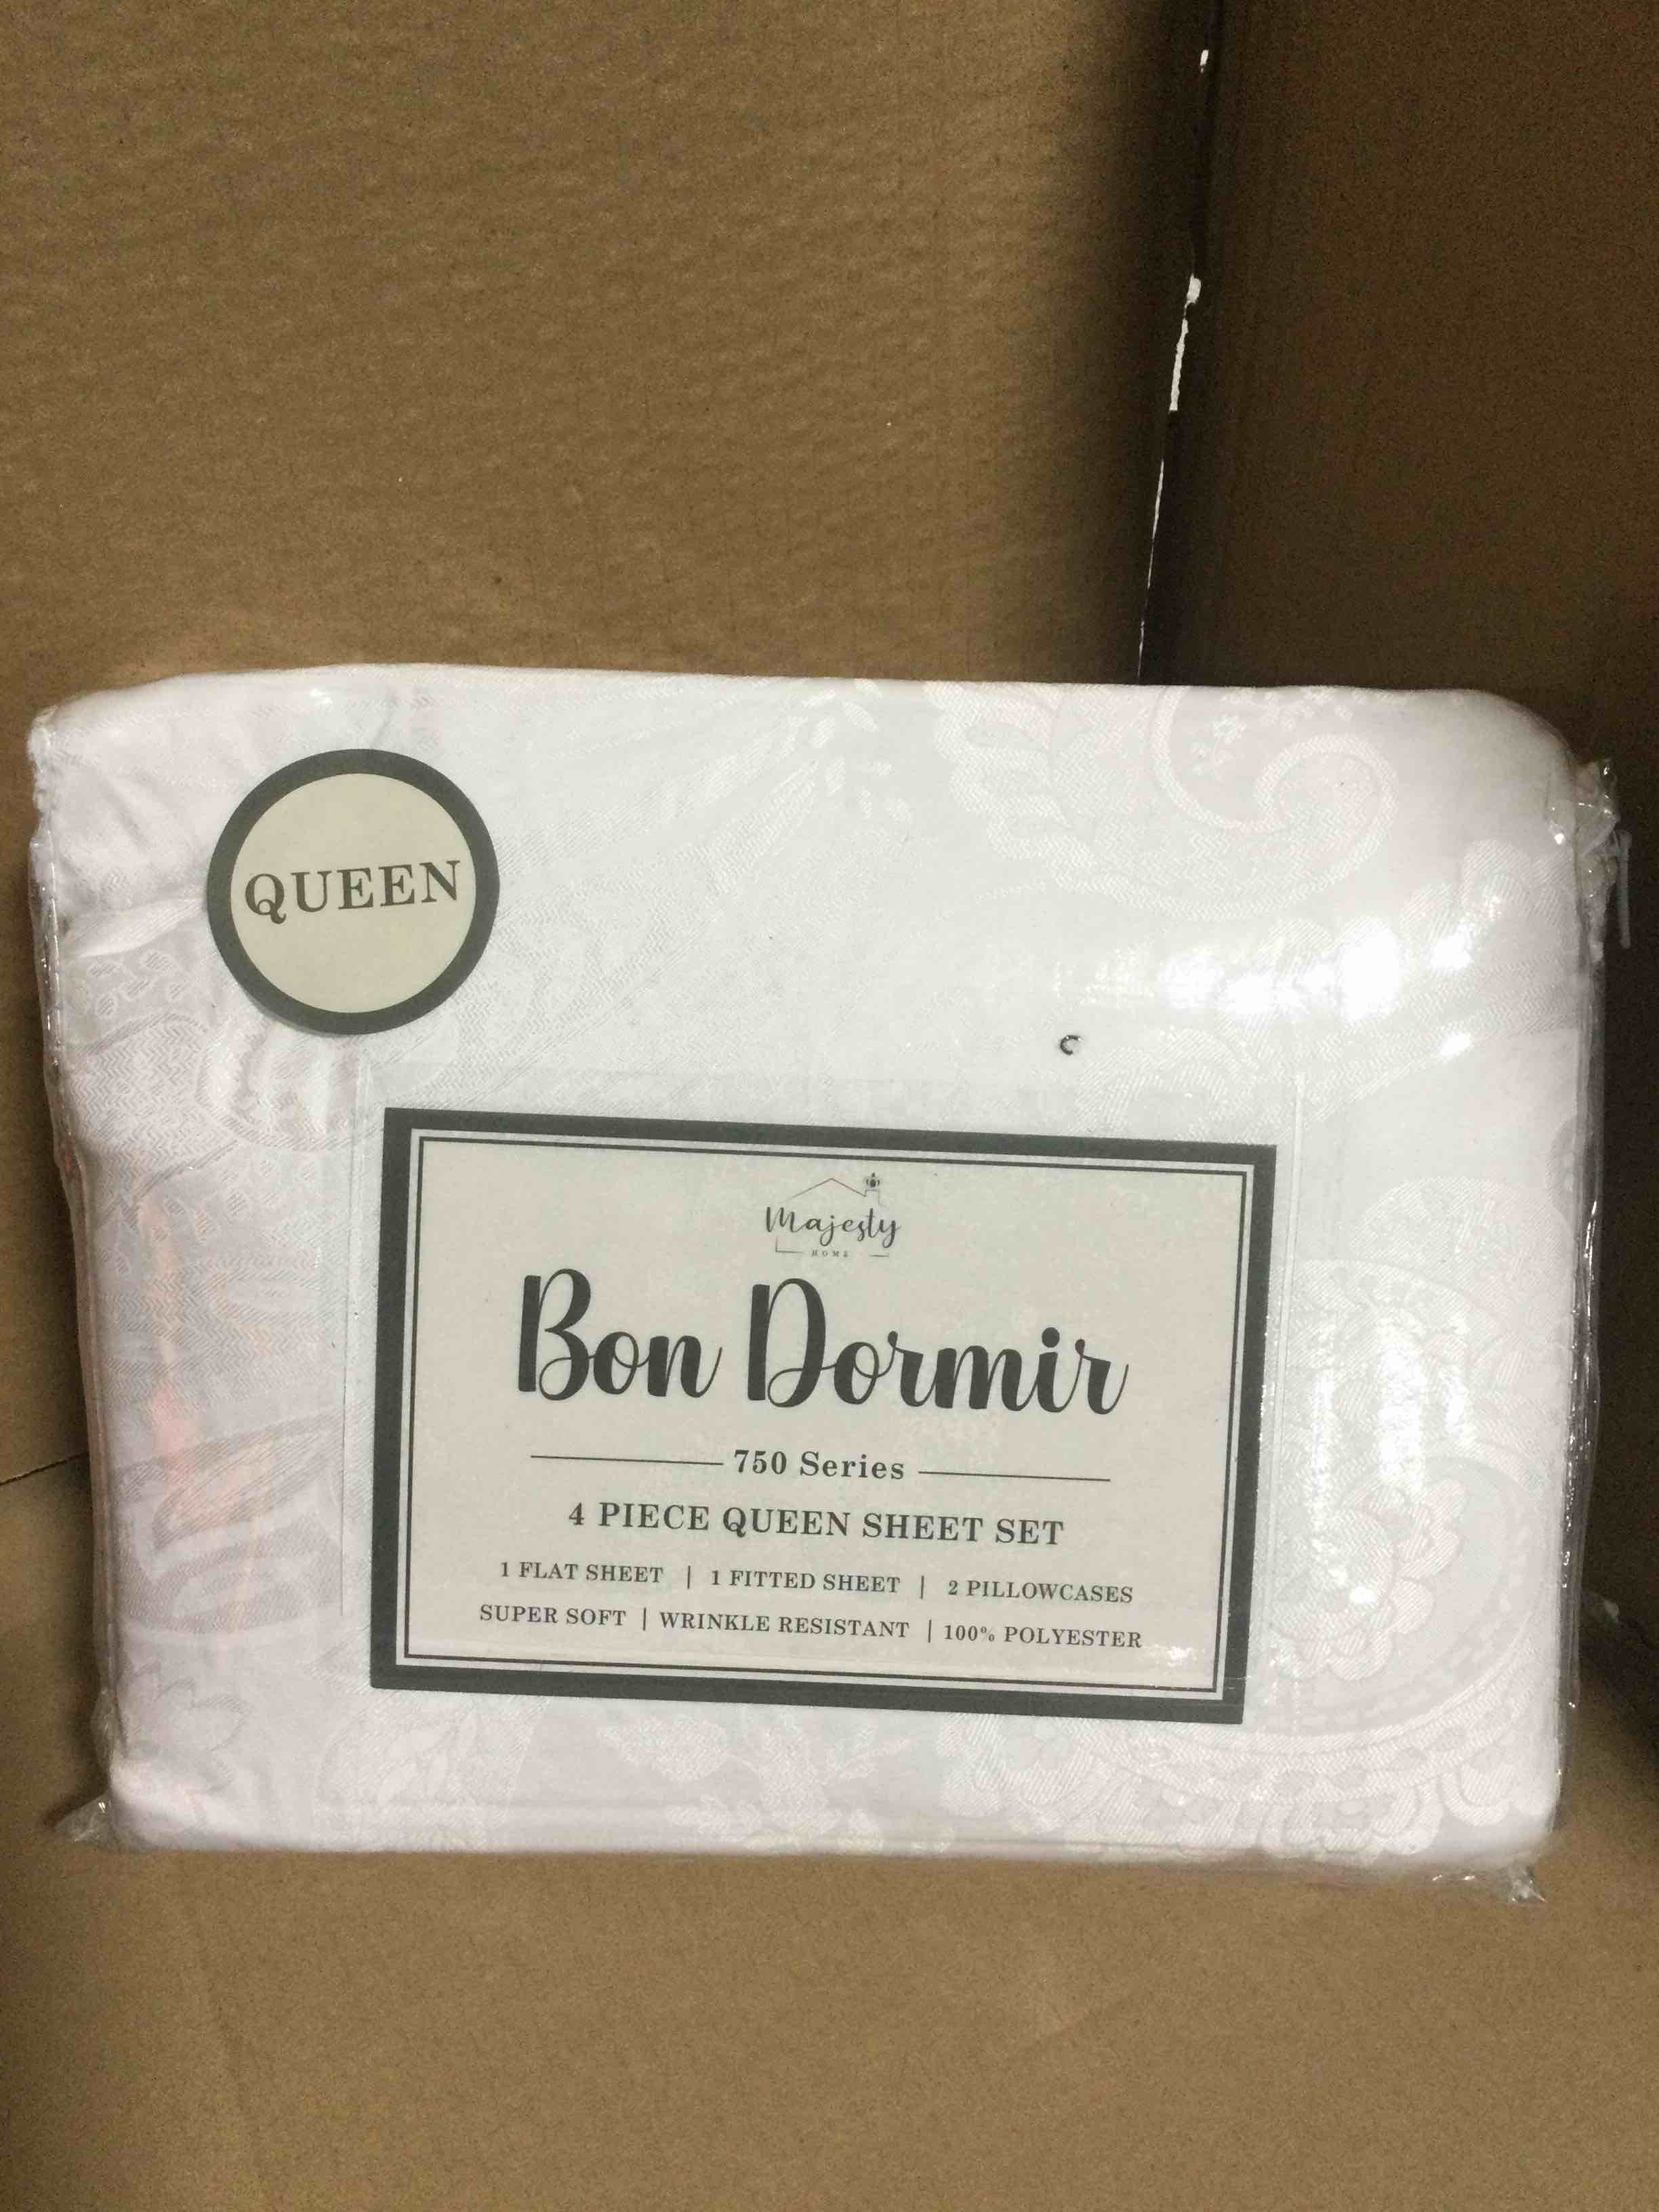 QUEEN
Majesty
HOME
Bon Dormir
750 Series
4 PIECE QUEEN SHEET SET
1 FLAT SHEET | 1 FITTED SHEET | 2 PILLOWCASES
SUPER SOFT | WRINKLE RESISTANT | 100% POLYESTER